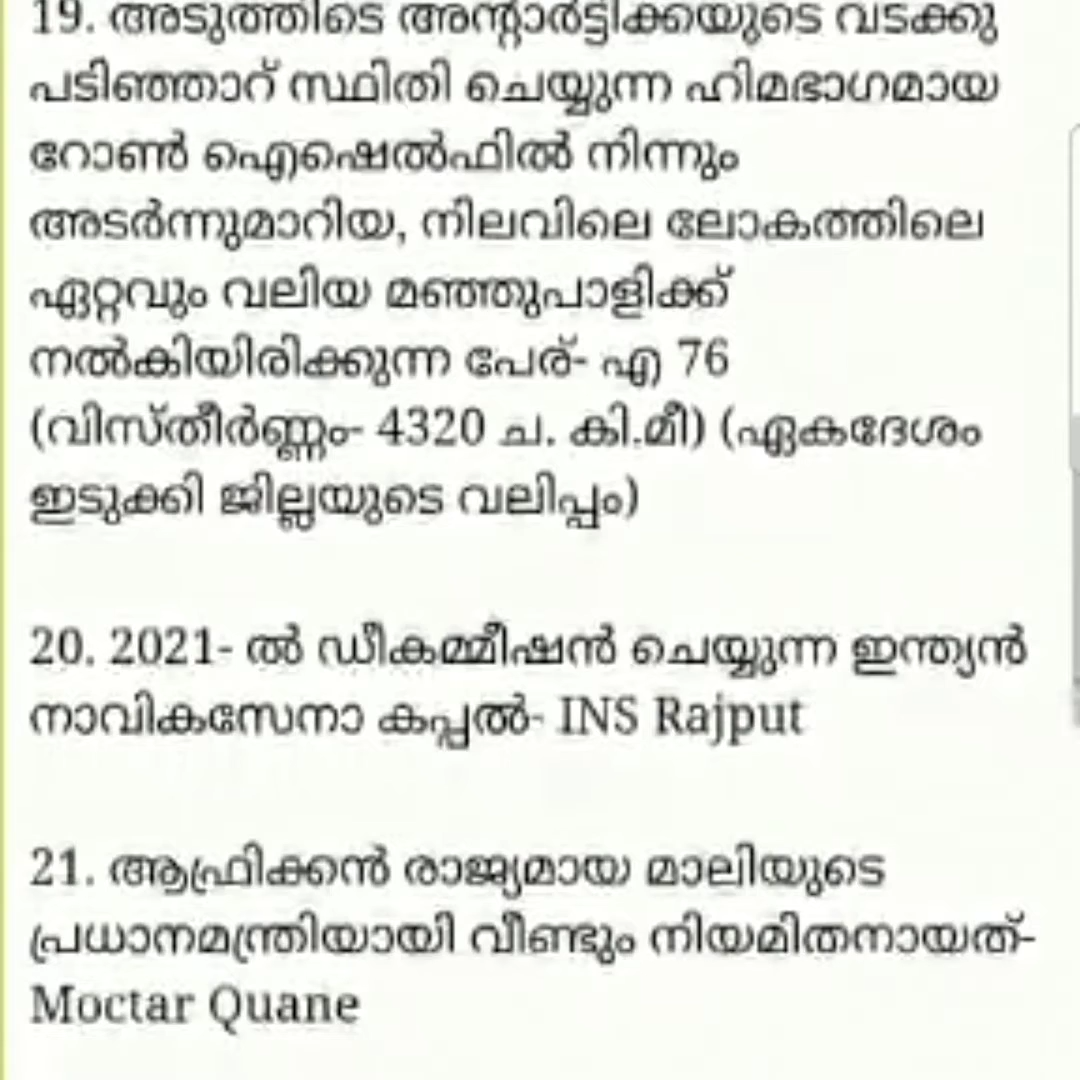 19. അടുത്തിടെ അന്റാർട്ടിക്കയുടെ വടക്കു
പടിഞ്ഞാറ് സ്ഥിതി ചെയ്യുന്ന ഹിമഭാഗമായ
റോൺ ഐഷെൽഫിൽ നിന്നും
അടർന്നുമാറിയ, നിലവിലെ ലോകത്തിലെ
ഏറ്റവും വലിയ മഞ്ഞുപാളിക്ക്
നൽകിയിരിക്കുന്ന പേര്- എ 76
(വിസ്തീർണ്ണം- 4320 ച. കി.മീ) (ഏകദേശം
ഇടുക്കി ജില്ലയുടെ വലിപ്പം)
20. 2021- ൽ ഡീകമ്മീഷൻ ചെയ്യുന്ന ഇന്ത്യൻ
നാവികസേനാ കപ്പൽ- INS Rajput
21. ആഫ്രിക്കൻ രാജ്യമായ മാലിയുടെ
പ്രധാനമന്ത്രിയായി വീണ്ടും നിയമിതനായത്-
Moctar Quane